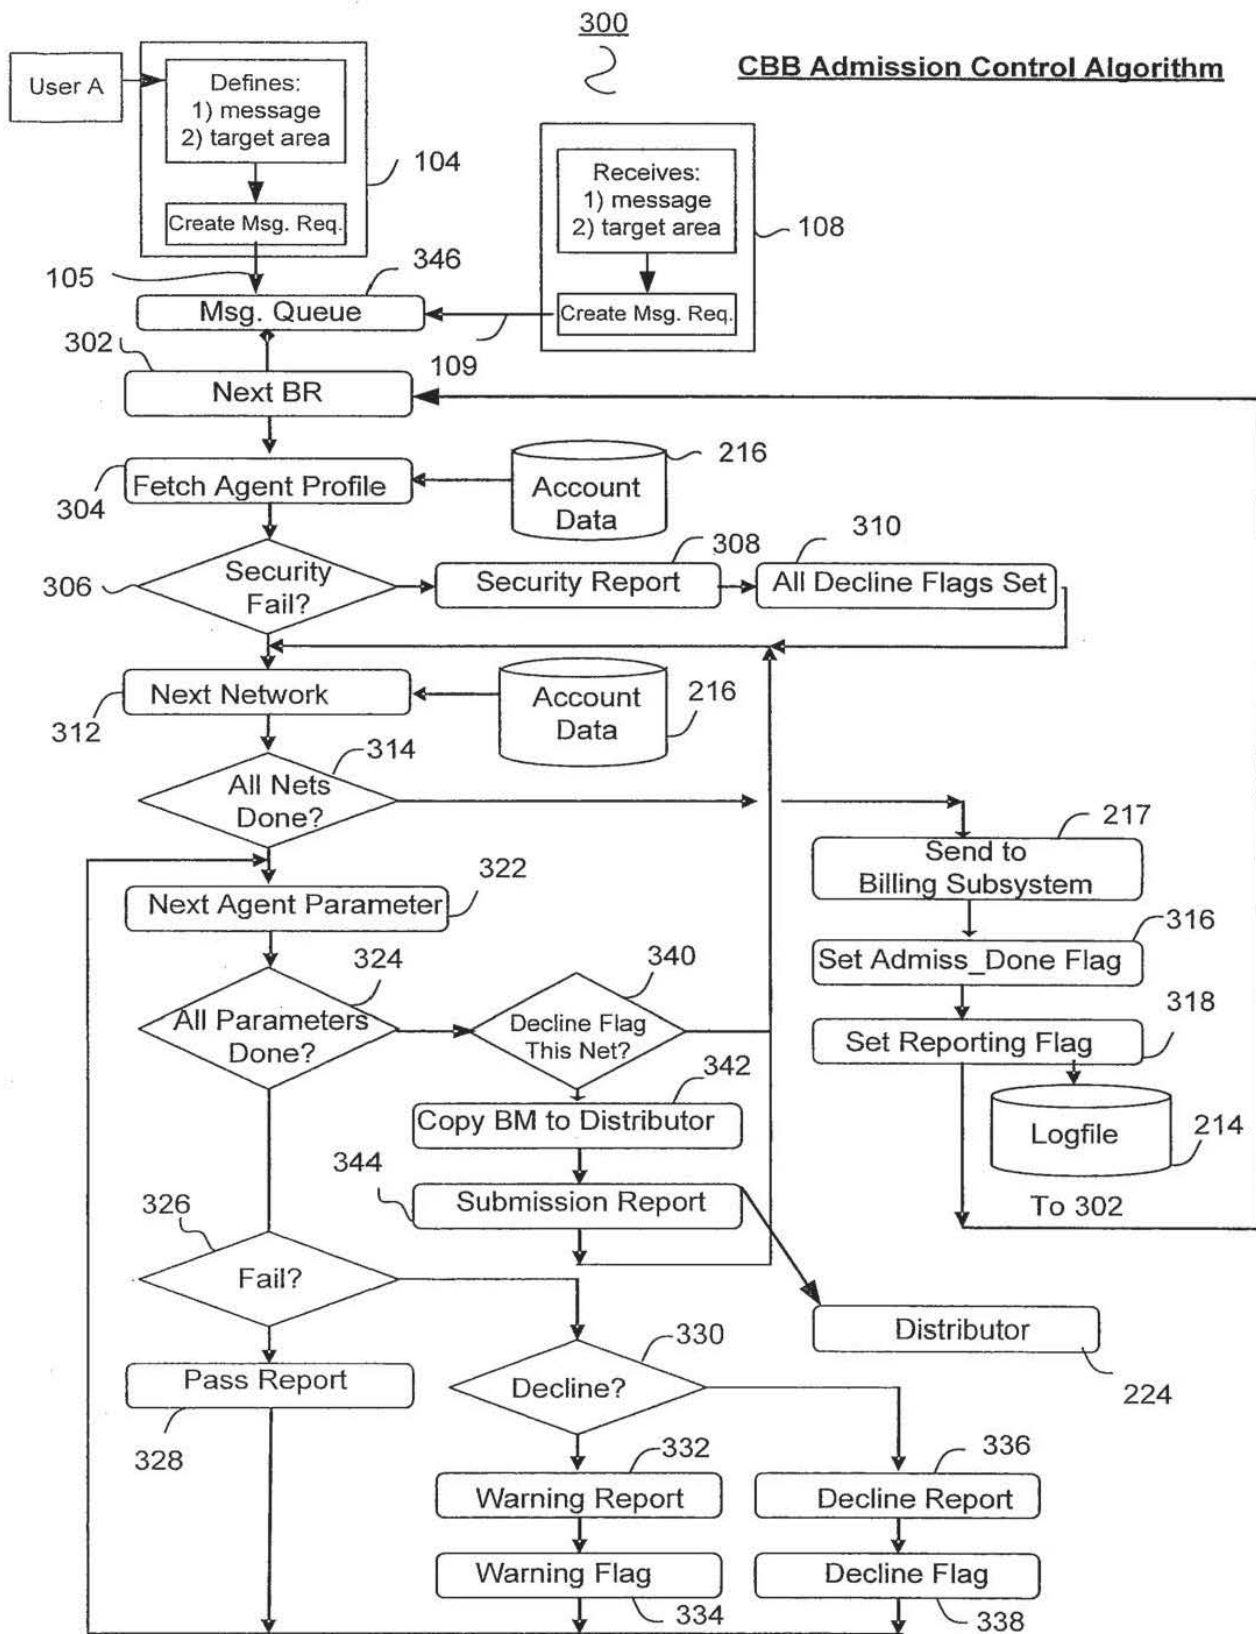 300
CBB Admission Control Algorithm
User A
Defines:
1) message
2) target area
Create Msg. Req.
104
Receives:
1) message
2) target area
Create Msg. Req.
108
105
346
Msg. Queue
109
302
Next BR
304
Fetch Agent Profile
216
Account
Data
306
Security
Fail?
308
Security Report
310
All Decline Flags Set
312
Next Network
Account
Data
216
314
All Nets
Done?
217
Send to
Billing Subsystem
322
Next Agent Parameter
316
Set Admiss_Done Flag
324
All Parameters
Done?
340
Decline Flag
This Net?
318
Set Reporting Flag
342
Copy BM to Distributor
Logfile
214
344
Submission Report
To 302
326
Fail?
Distributor
224
330
Decline?
Pass Report
328
332
Warning Report
336
Decline Report
Warning Flag
334
Decline Flag
338